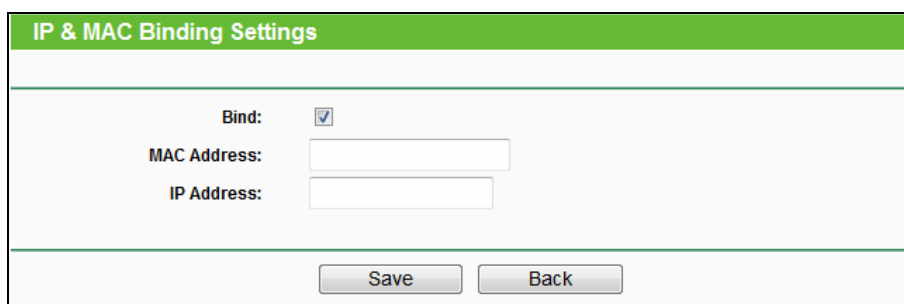 IP & MAC Binding Settings
Bind:
MAC Address:
IP Address:
Save Back